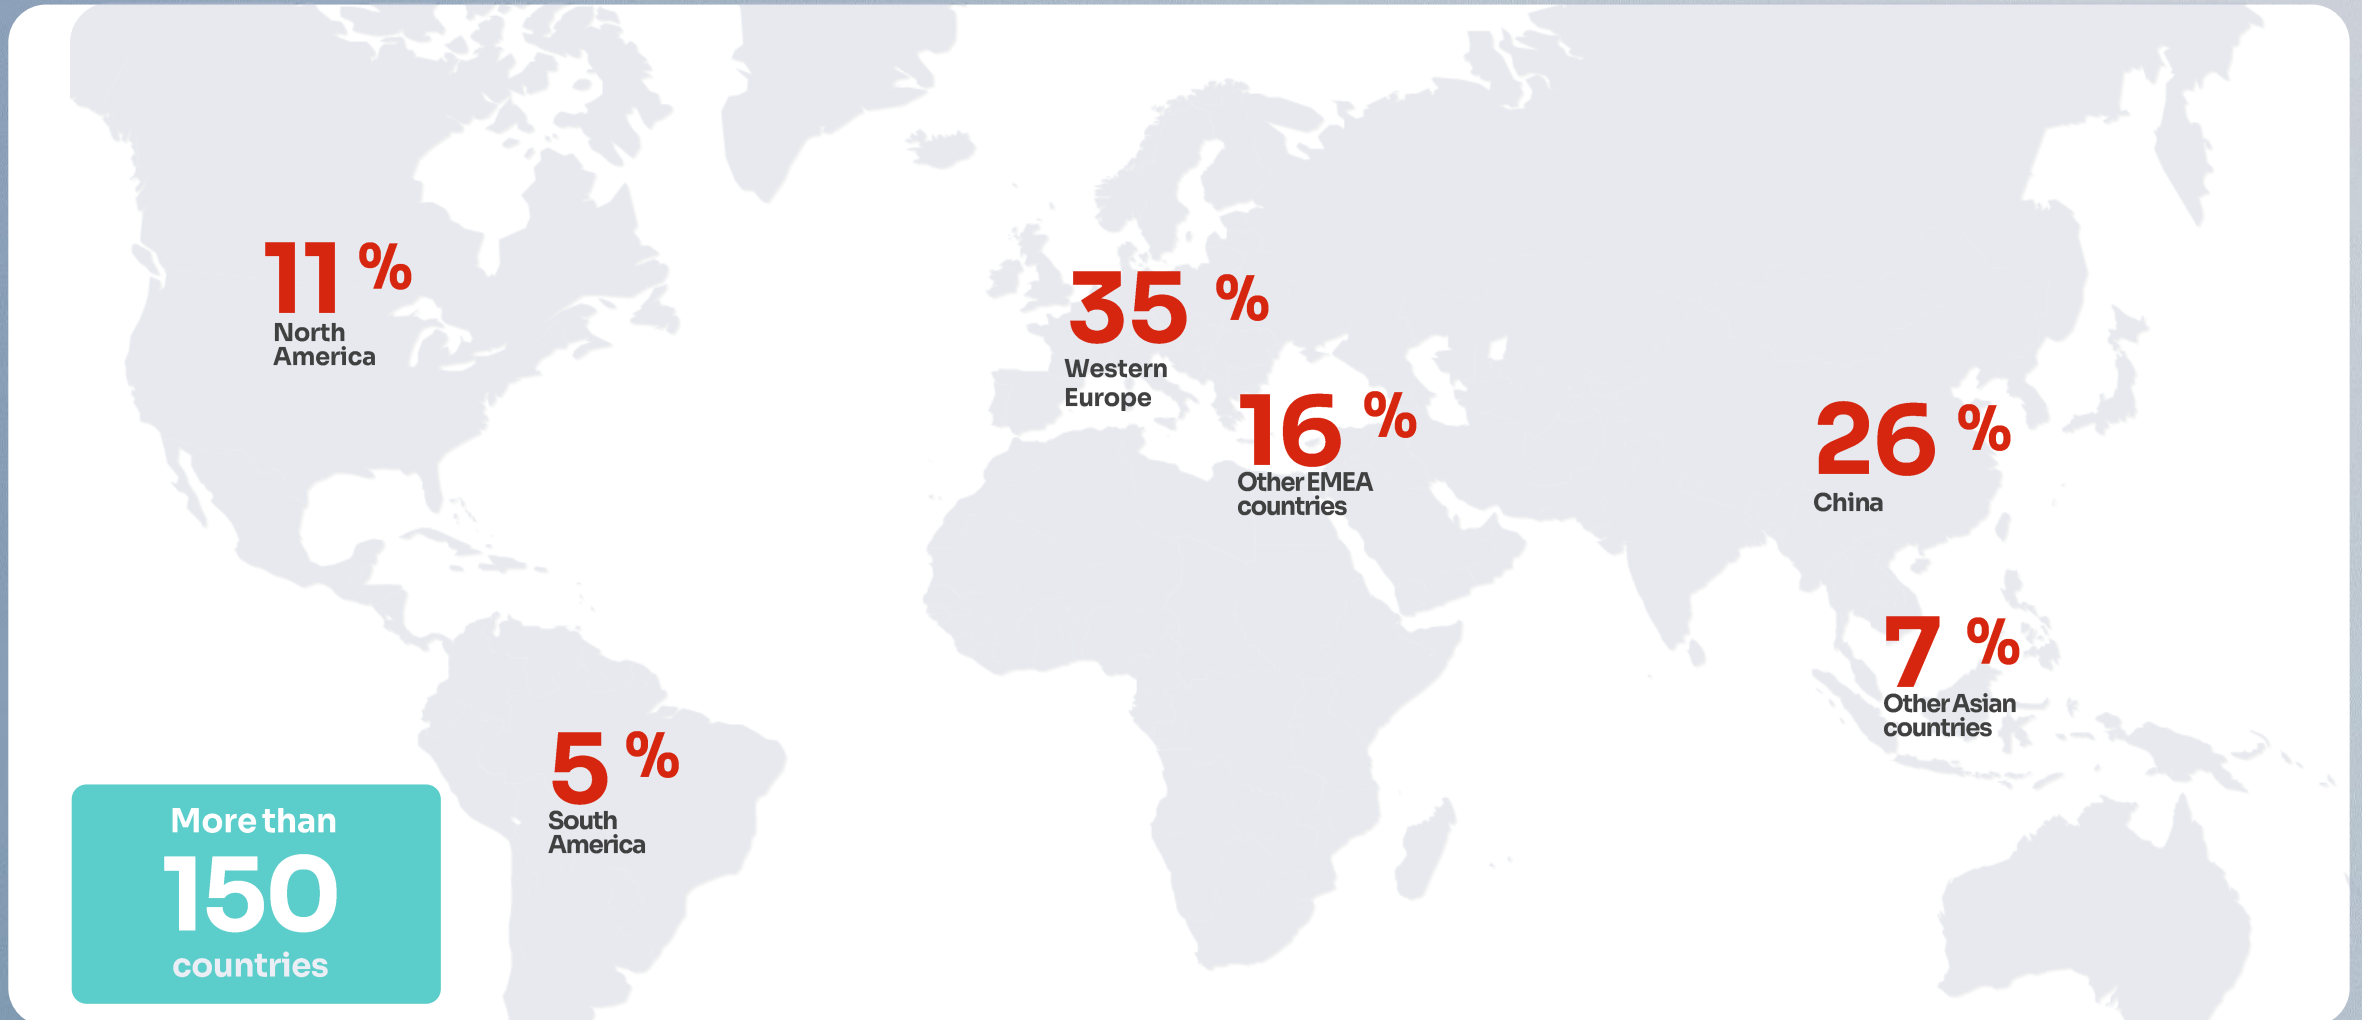 11 %
North
America
35 %
Western
Europe
16 %
Other EMEA
countries
26 %
China
7 %
Other Asian
countries
5 %
South
America
More than
150
countries